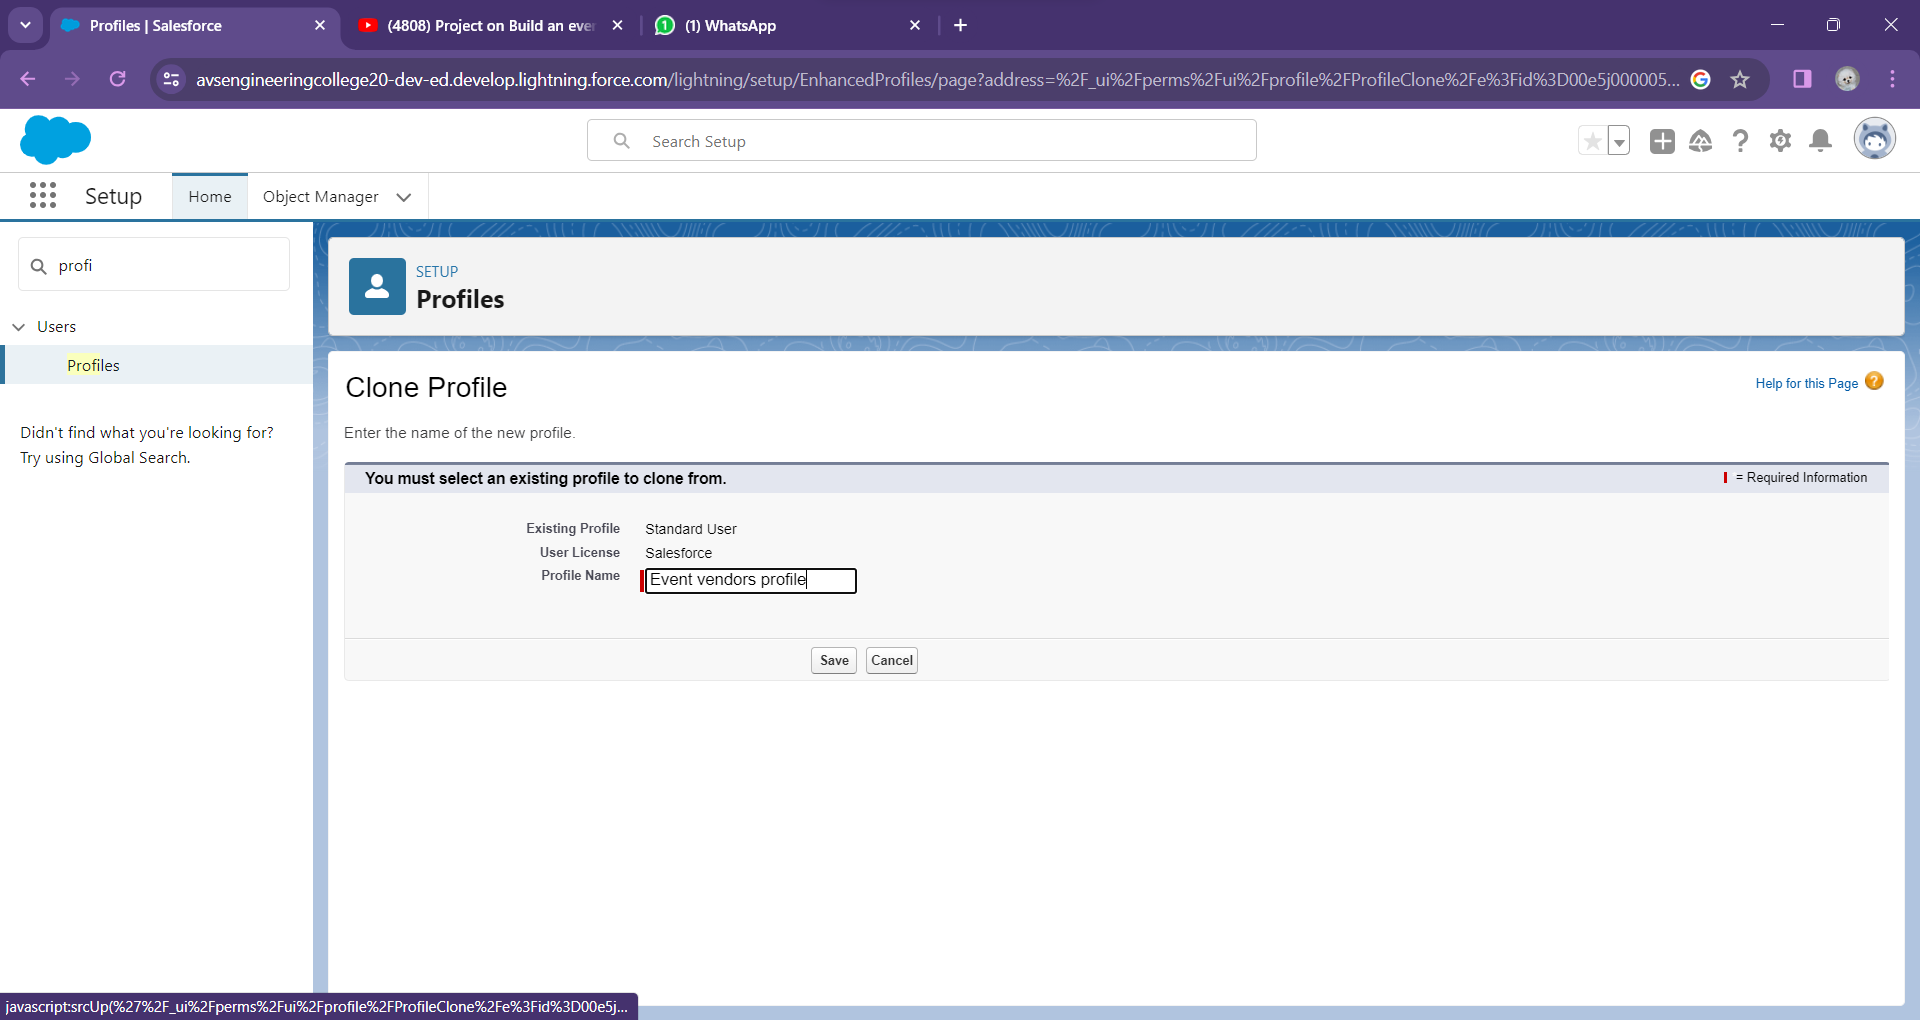 Profiles | Salesforce
(4808) Project on Build an eve
(1) WhatsApp
avsengineeringcollege20-dev-ed.develop.lightning.force.com/lightning/setup/EnhancedProfiles/page?address=%2F_ui%2Fperms%2Fui%2Fprofile%2FProfileClone%2Fe%3Fid%3D00e5j000005...
Search Setup
Setup
Home
Object Manager
profi
Users
Profiles
Didn't find what you're looking for?
Try using Global Search.
SETUP
Profiles
Clone Profile
Help for this Page
Enter the name of the new profile.
You must select an existing profile to clone from.
= Required Information
Existing Profile Standard User
User License Salesforce
Profile Name Event vendors profile
Save Cancel
javascript:srcUp(%27%2F_ui%2Fperms%2Fui%2Fprofile%2FProfileClone%2Fe%3Fid%3D00e5j...